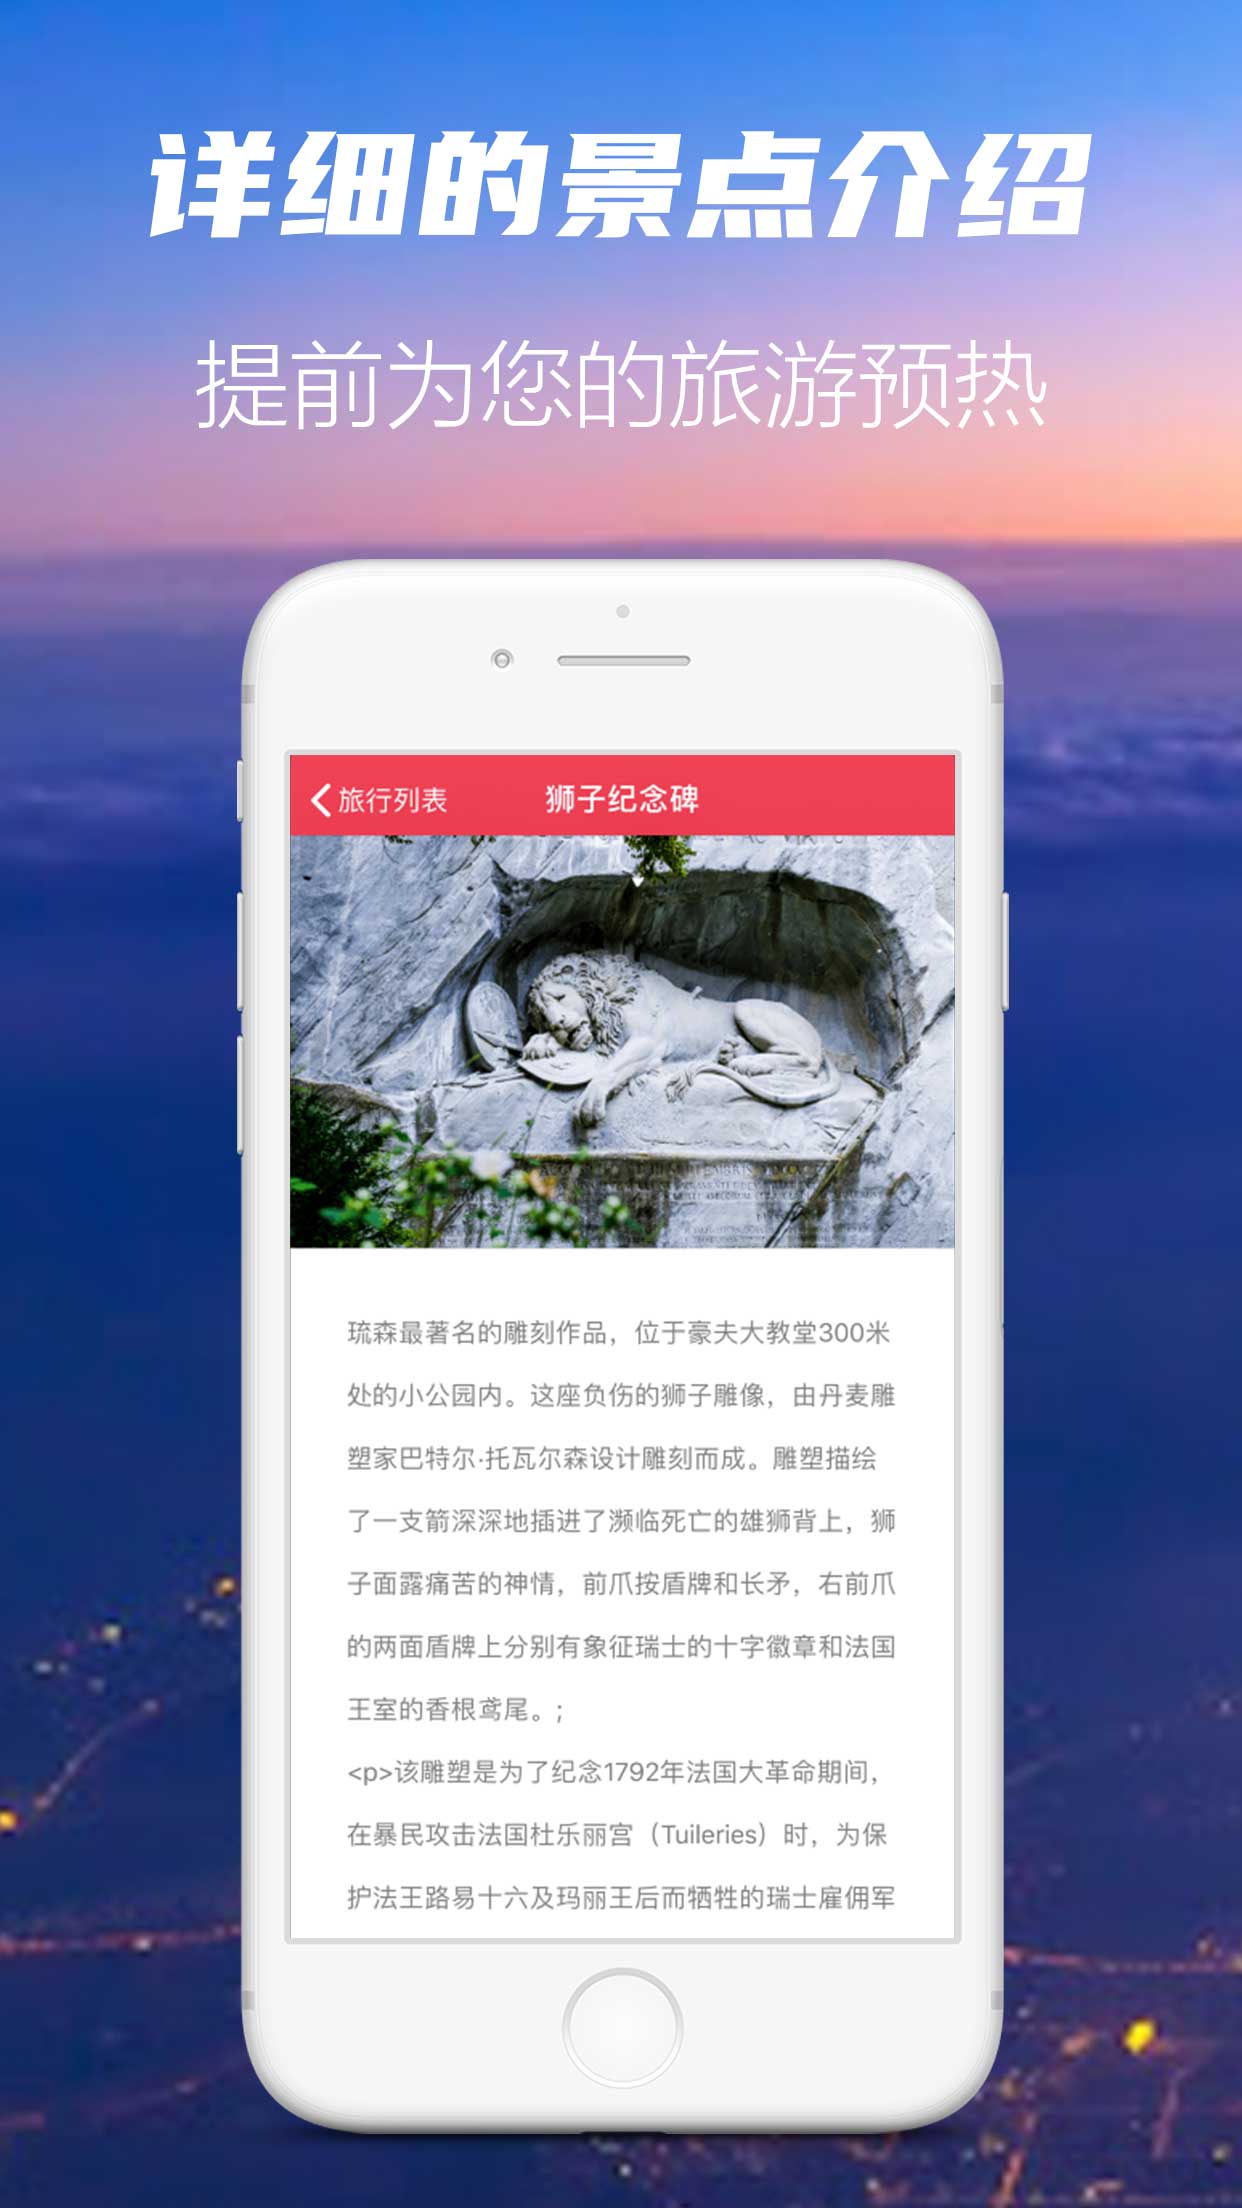 详细的景点介绍
提前为您的旅游预热
旅行列表
狮子纪念碑
琉森最著名的雕刻作品，位于豪夫大教堂300米
处的小公园内。这座负伤的狮子雕像，由丹麦雕
塑家巴特尔·托瓦尔森设计雕刻而成。雕塑描绘
了一支箭深深地插进了濒临死亡的雄狮背上，狮
子面露痛苦的神情，前爪按盾牌和长矛，右前爪
的两面盾牌上分别有象征瑞士的十字徽章和法国
王室的香根鸢尾。;
<p>该雕塑是为了纪念1792年法国大革命期间，
在暴民攻击法国杜乐丽宫（Tuileries）时，为保
护法王路易十六及玛丽王后而牺牲的瑞士雇佣军